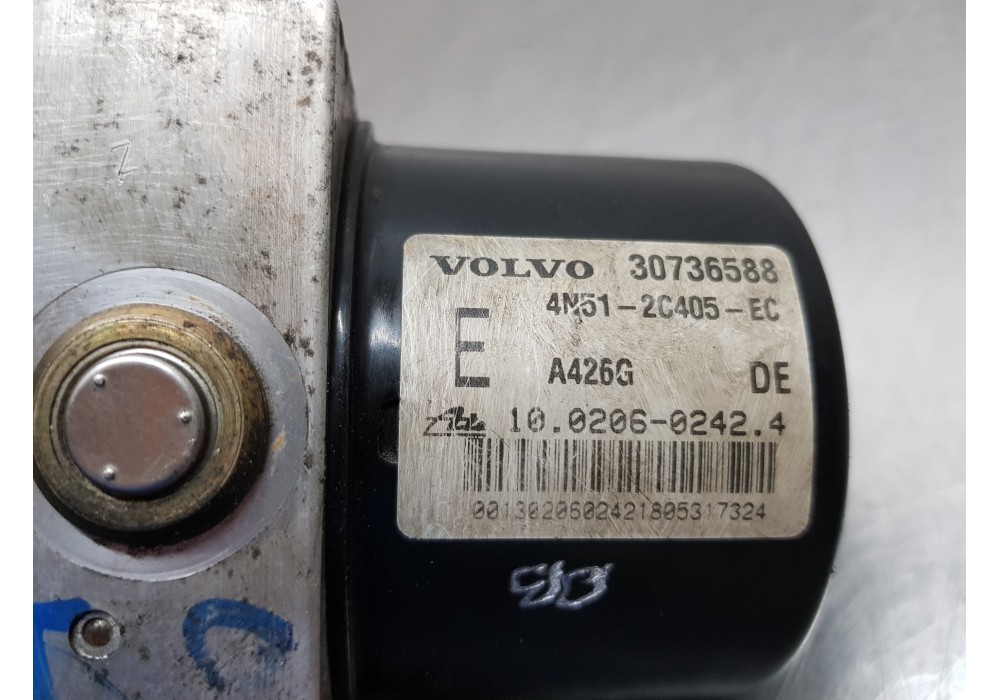 VOLVO 30736588
4N51-2C405-EC
E
A426G DE
10.0206-0242.4
0013020602421805317324